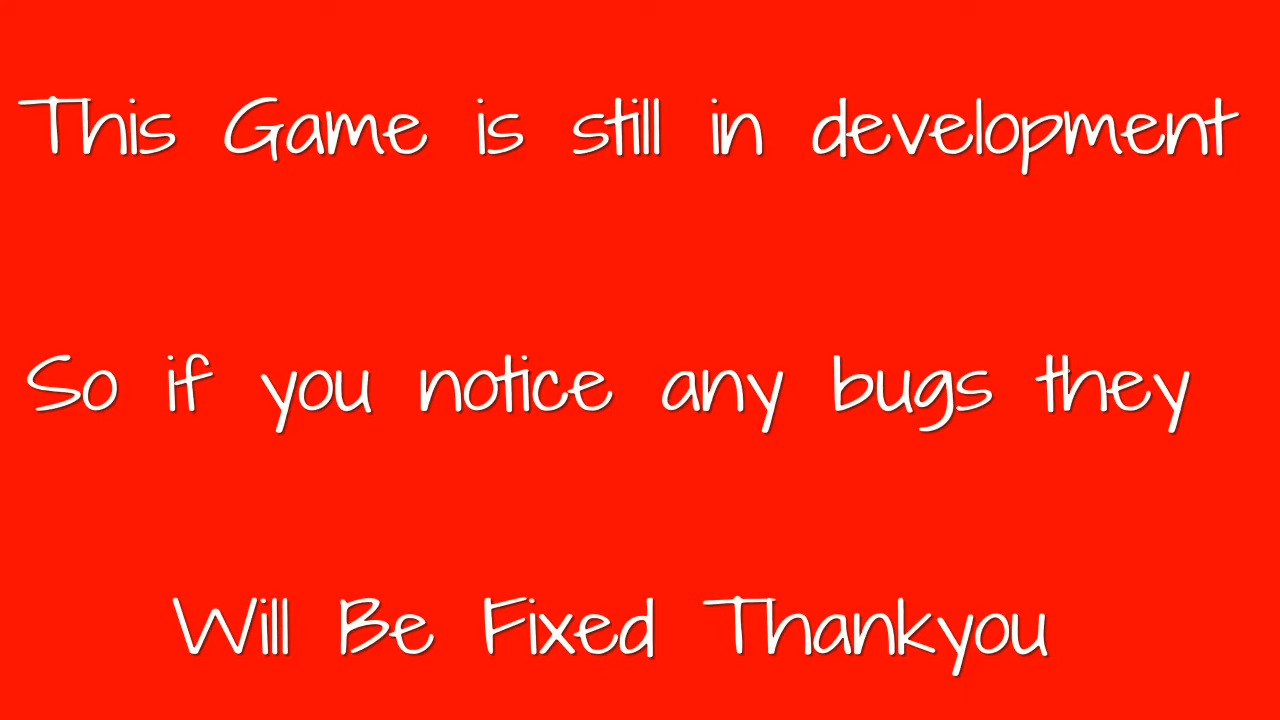 This Game is still in development
So if you notice any bugs they
Will Be Fixed Thankyou